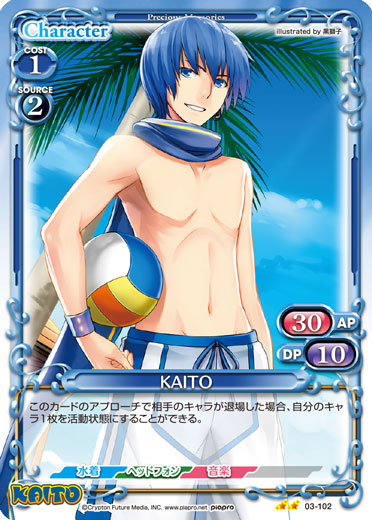 Precious Memories
Character
illustrated by 黒獅子
COST
1
SOURCE
2
30 AP
DP 10
KAITO
このカードのアプローチで相手のキャラが退場した場合、自分のキャ
ラ1枚を活動状態にすることができる。
水着 ヘッドフォン 音楽
KAITO
©Crypton Future Media, INC. www.piapro.net piapro
03-102